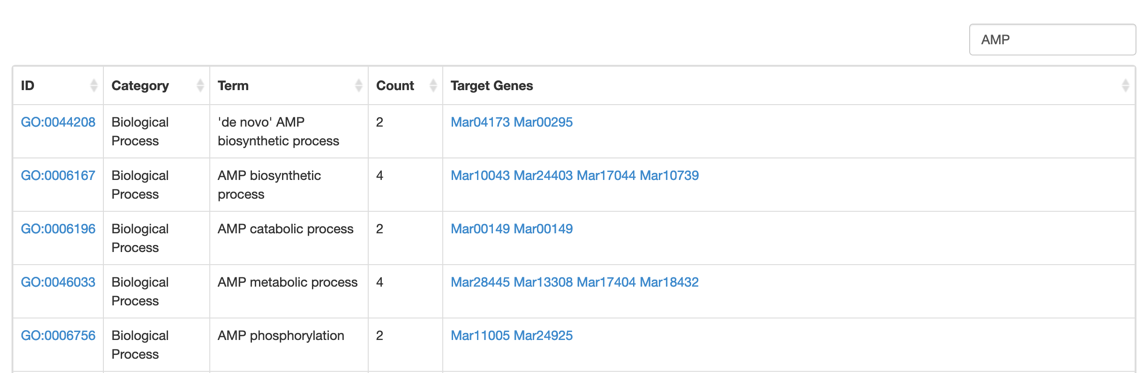 AMP
ID Category Term Count Target Genes
GO:0044208 Biological 'de novo' AMP 2 Mar04173 Mar00295
Process biosynthetic process
GO:0006167 Biological AMP biosynthetic 4 Mar10043 Mar24403 Mar17044 Mar10739
Process process
GO:0006196 Biological AMP catabolic process 2 Mar00149 Mar00149
Process
GO:0046033 Biological AMP metabolic process 4 Mar28445 Mar13308 Mar17404 Mar18432
Process
GO:0006756 Biological AMP phosphorylation 2 Mar11005 Mar24925
Process